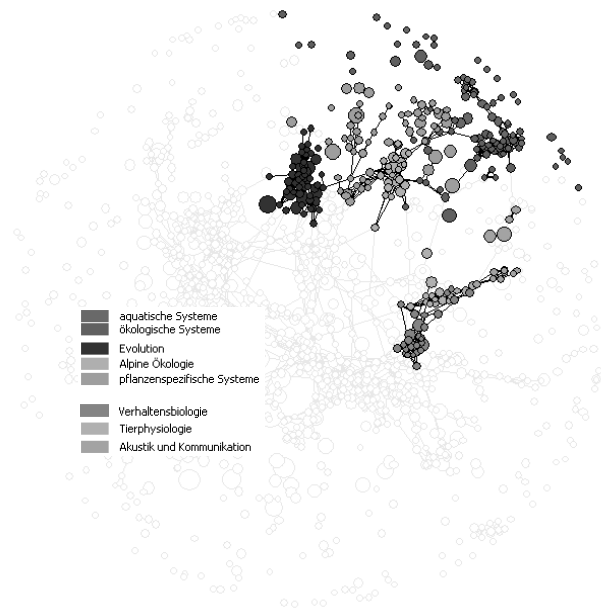 aquatische Systeme
ökologische Systeme
Evolution
Alpine Ökologie
pflanzenspezifische Systeme
Verhaltensbiologie
Tierphysiologie
Akustik und Kommunikation